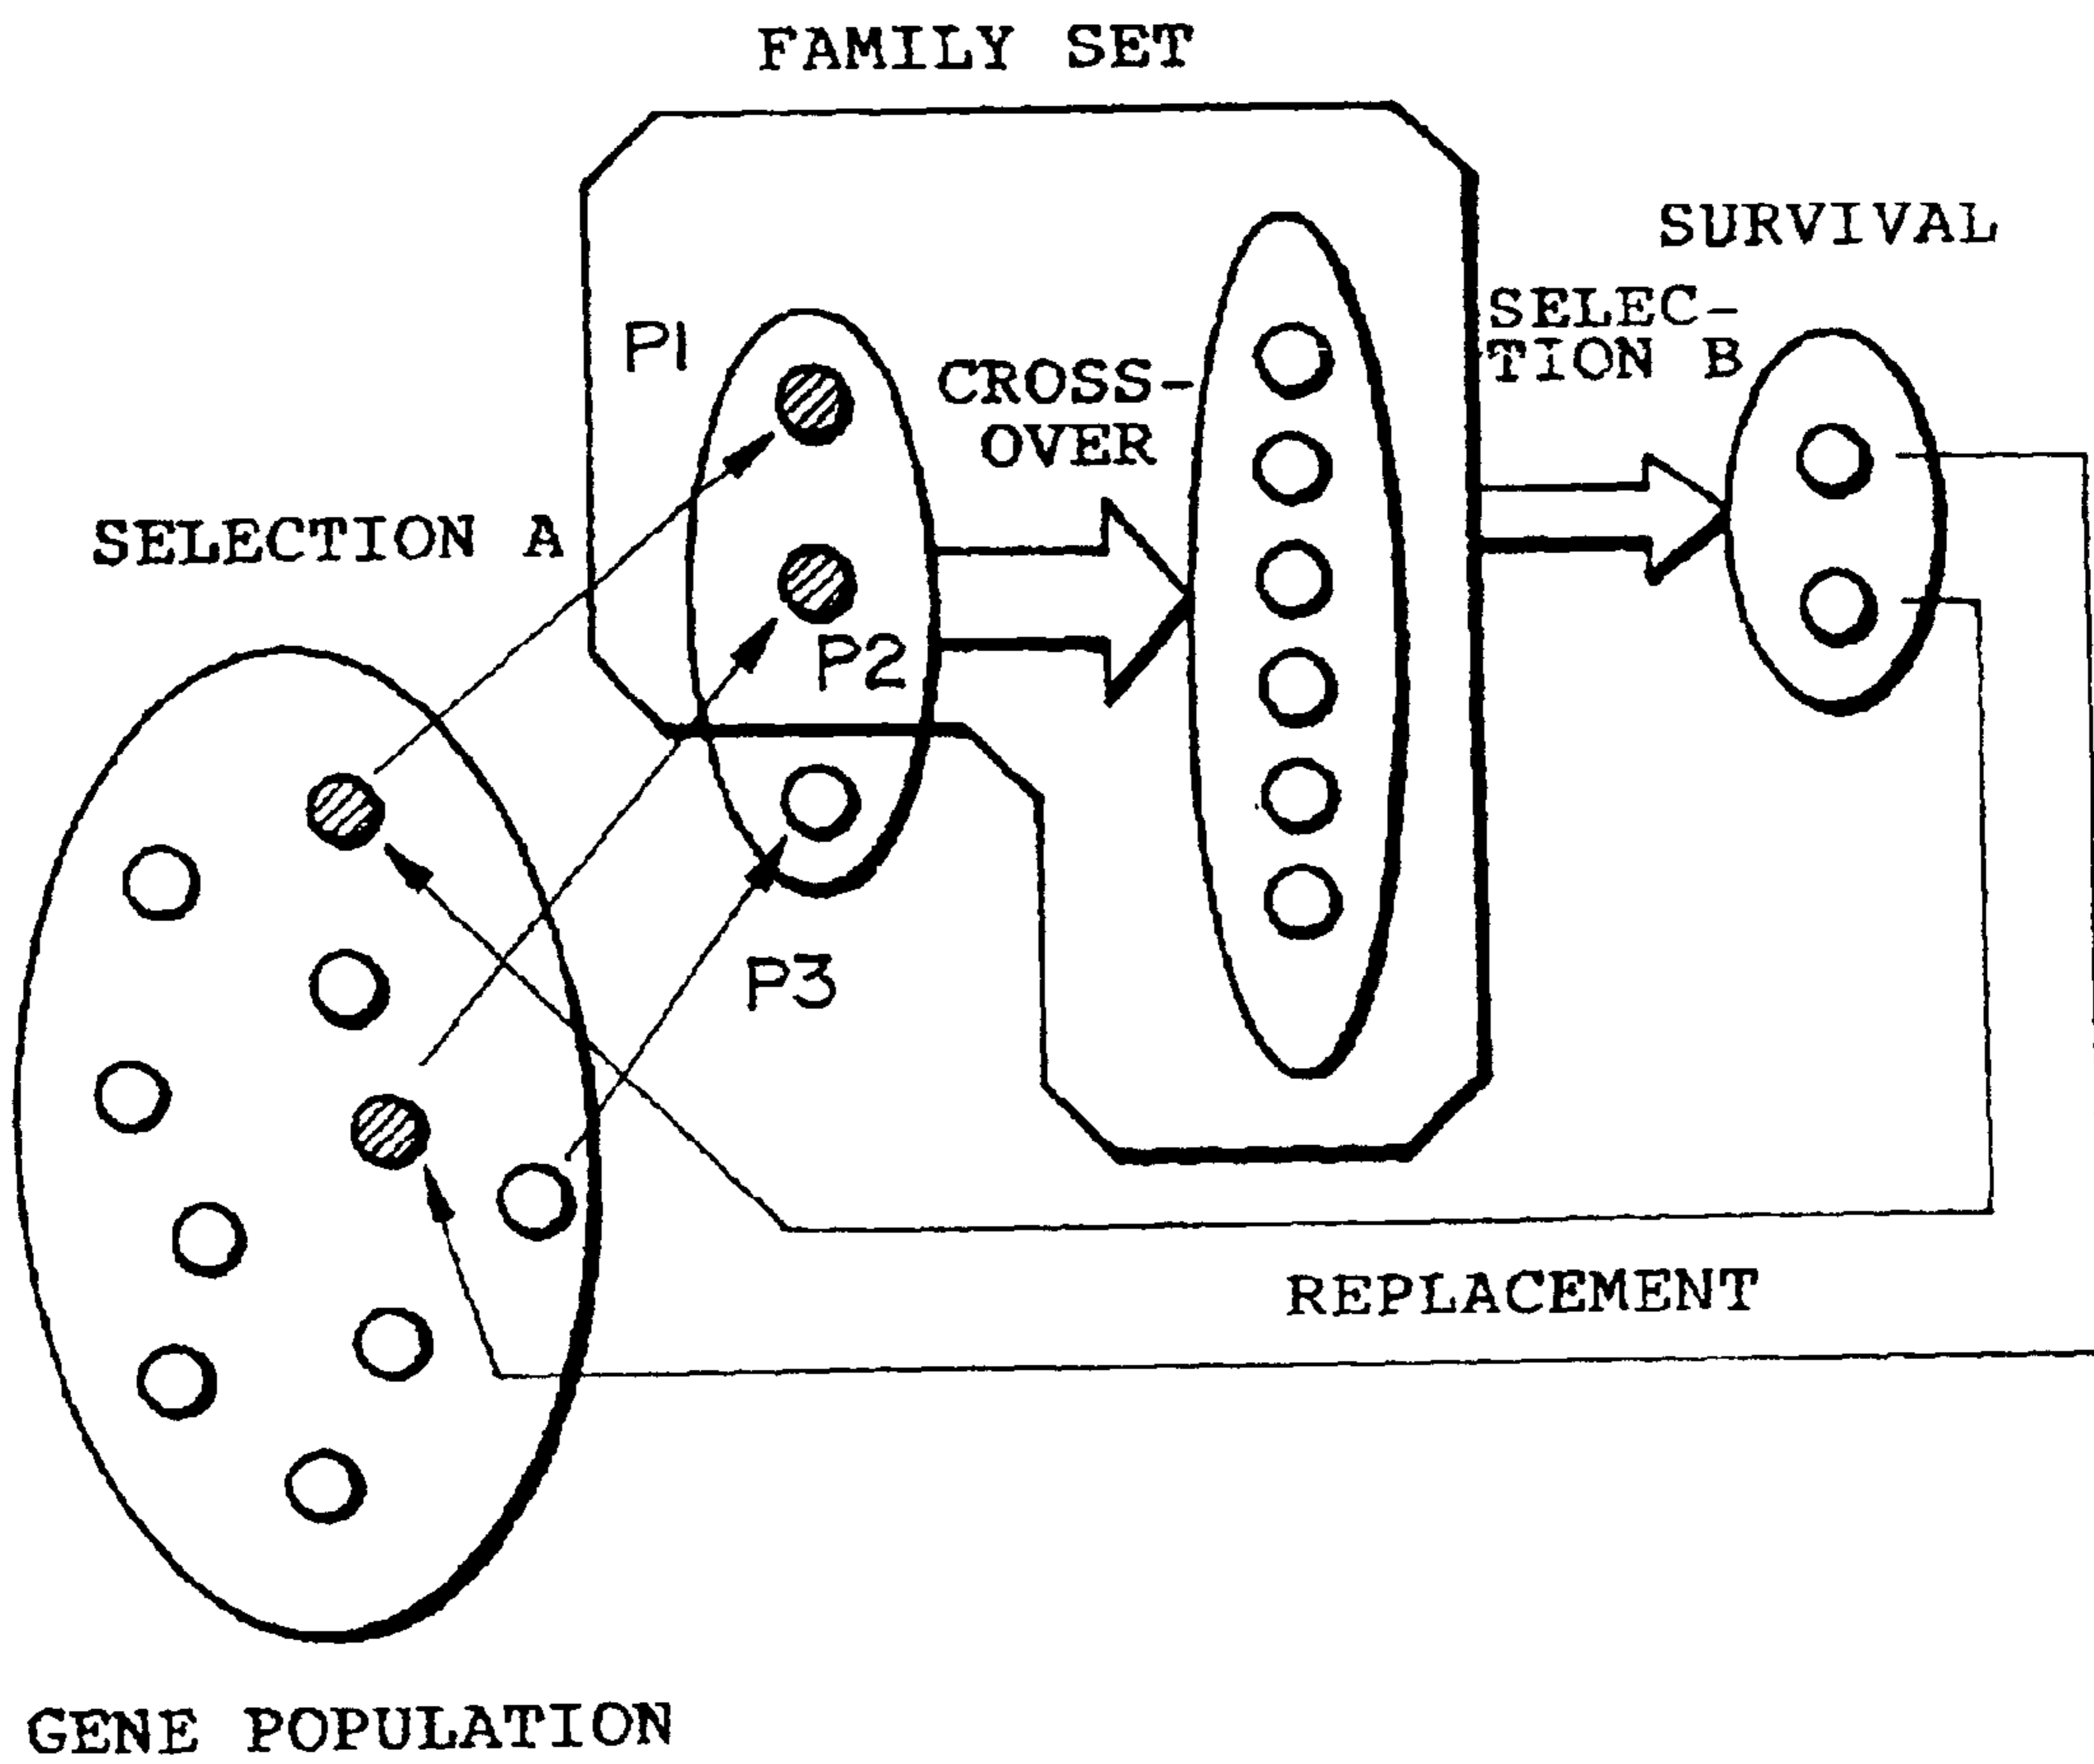 FAMILY SET
SURVIVAL
SELEC-
TION B
P1
CROSS-
OVER
SELECTION A
P2
P3
REPLACEMENT
GENE POPULATION